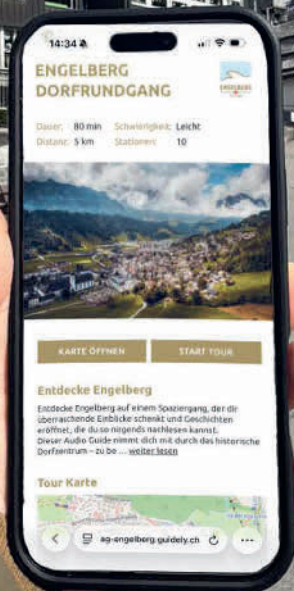 14:34
ENGELBERG
DORFRUNDGANG
ENGELBERG
Dauer: 80 min Schwierigkeit: Leicht
Distanz: 5 km Stationen: 10
KARTE ÖFFNEN START TOUR
Entdecke Engelberg
Entdecke Engelberg auf einem Spaziergang, der dir
überraschende Einblicke schenkt und Geschichten
eröffnet, die du so nirgends nachlesen kannst.
Dieser Audio Guide nimmt dich mit durch das historische
Dorfzentrum – zu be ... weiter lesen
Tour Karte
ag-engelberg.guidely.ch